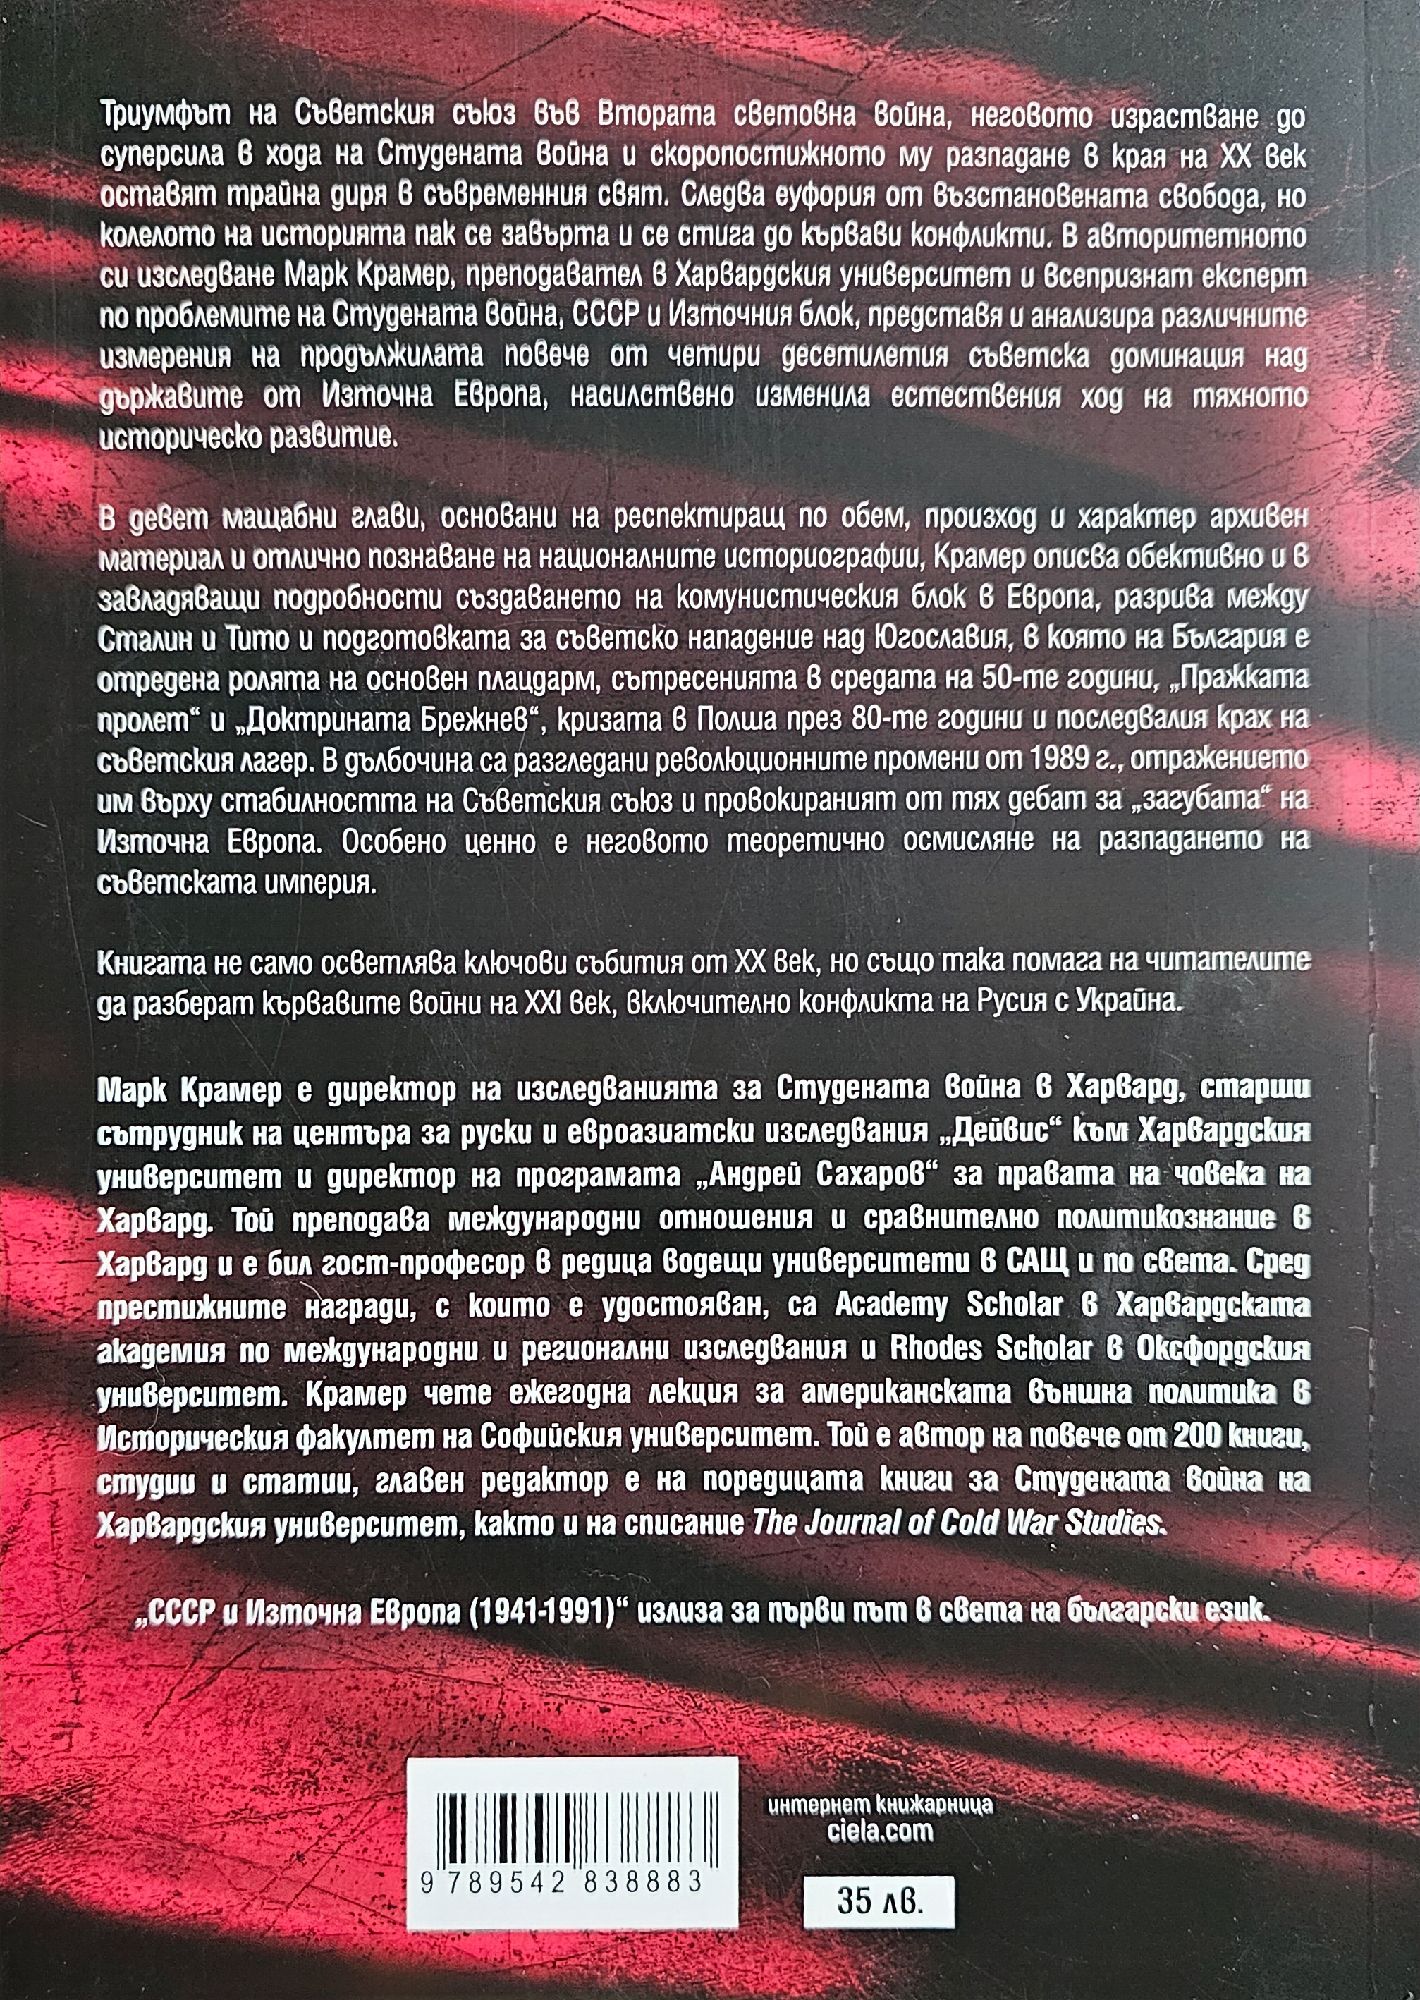 Триумфът на Съветския съюз във Втората световна война, неговото израстване до
суперсила в хода на Студената война и скоропостижното му разпадане в края на XX век
оставят трайна диря в съвременния свят. Следва еуфория от възстановената свобода, но
колелото на историята пак се завърта и се стига до кървави конфликти. В авторитетното
си изследване Марк Крамер, преподавател в Харвардския университет и всепризнат експерт
по проблемите на Студената война, СССР и Източния блок, представя и анализира различните
измерения на продължилата повече от четири десетилетия съветска доминация над
държавите от Източна Европа, насилствено изменила естествения ход на тяхното
историческо развитие.
В девет мащабни глави, основани на респектиращ по обем, произход и характер архивен
материал и отлично познаване на националните историографии, Крамер описва обективно и в
завладяващи подробности създаването на комунистическия блок в Европа, разрива между
Сталин и Тито и подготовката за съветско нападение над Югославия, в която на България е
отредена ролята на основен плацдарм, сътресенията в средата на 50-те години, „Пражката
пролет“ и „Доктрината Брежнев“, кризата в Полша през 80-те години и последвалия крах на
съветския лагер. В дълбочина са разгледани революционните промени от 1989 г., отражението
им върху стабилността на Съветския съюз и провокираният от тях дебат за „загубата“ на
Източна Европа. Особено ценно е неговото теоретично осмисляне на разпадането на
съветската империя.
Книгата не само осветлява ключови събития от XX век, но също така помага на читателите
да разберат кървавите войни на XXI век, включително конфликта на Русия с Украйна.
Марк Крамер е директор на изследванията за Студената война в Харвард, старши
сътрудник на центъра за руски и евроазиатски изследвания „Дейвис“ към Харвардския
университет и директор на програмата „Андрей Сахаров“ за правата на човека на
Харвард. Той преподава международни отношения и сравнително политикознание в
Харвард и е бил гост-професор в редица водещи университети в САЩ и по света. Сред
престижните награди, с които е удостояван, са Academy Scholar в Харвардската
академия по международни и регионални изследвания и Rhodes Scholar в Оксфордския
университет. Крамер чете ежегодна лекция за американската външна политика в
Историческия факултет на Софийския университет. Той е автор на повече от 200 книги,
студии и статии, главен редактор е на поредицата книги за Студената война на
Харвардския университет, както и на списание The Journal of Cold War Studies.
„СССР и Източна Европа (1941-1991)“ излиза за първи път в света на български език.
интернет книжарница
ciela.com
9 789542 838883
35 лв.